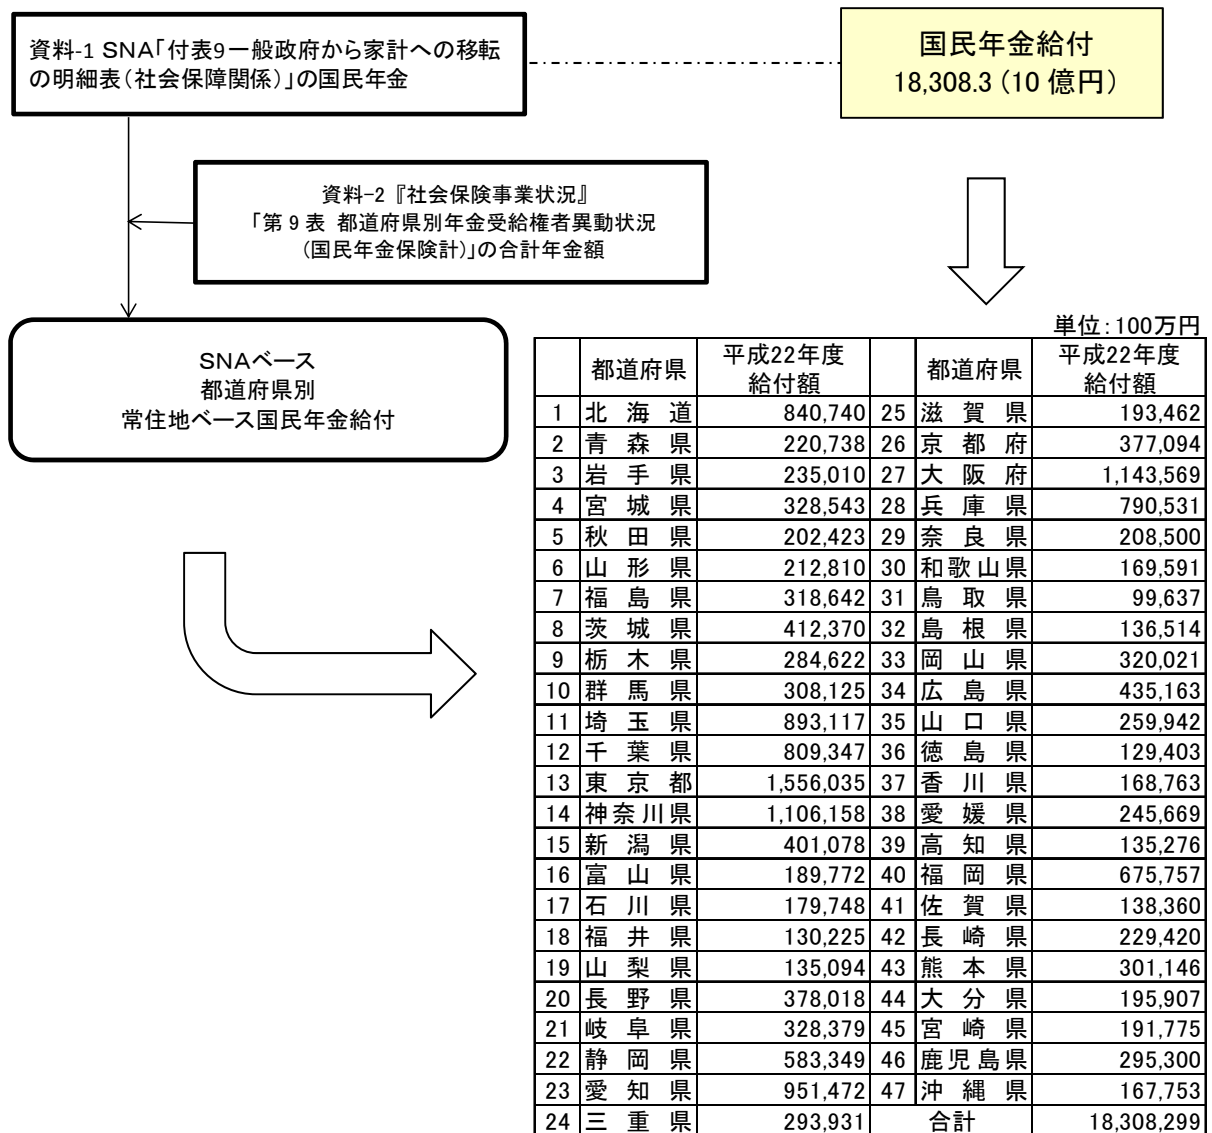 資料-1 SNA「付表9一般政府から家計への移転
の明細表(社会保障関係)」の国民年金
国民年金給付
18,308.3(10 億円)
資料-2『社会保険事業状況』
「第 9 表 都道府県別年金受給権者異動状況
(国民年金保険計)」の合計年金額
SNAベース
都道府県別
常住地ベース国民年金給付
単位:100万円
都道府県 平成22年度 給付額 都道府県 平成22年度 給付額
1 北海道 840,740 25 滋賀県 193,462
2 青森県 220,738 26 京都府 377,094
3 岩手県 235,010 27 大阪府 1,143,569
4 宮城県 328,543 28 兵庫県 790,531
5 秋田県 202,423 29 奈良県 208,500
6 山形県 212,810 30 和歌山県 169,591
7 福島県 318,642 31 鳥取県 99,637
8 茨城県 412,370 32 島根県 136,514
9 栃木県 284,622 33 岡山県 320,021
10 群馬県 308,125 34 広島県 435,163
11 埼玉県 893,117 35 山口県 259,942
12 千葉県 809,347 36 徳島県 129,403
13 東京都 1,556,035 37 香川県 168,763
14 神奈川県 1,106,158 38 愛媛県 245,669
15 新潟県 401,078 39 高知県 135,276
16 富山県 189,772 40 福岡県 675,757
17 石川県 179,748 41 佐賀県 138,360
18 福井県 130,225 42 長崎県 229,420
19 山梨県 135,094 43 熊本県 301,146
20 長野県 378,018 44 大分県 195,907
21 岐阜県 328,379 45 宮崎県 191,775
22 静岡県 583,349 46 鹿児島県 295,300
23 愛知県 951,472 47 沖縄県 167,753
24 三重県 293,931 合計 18,308,299